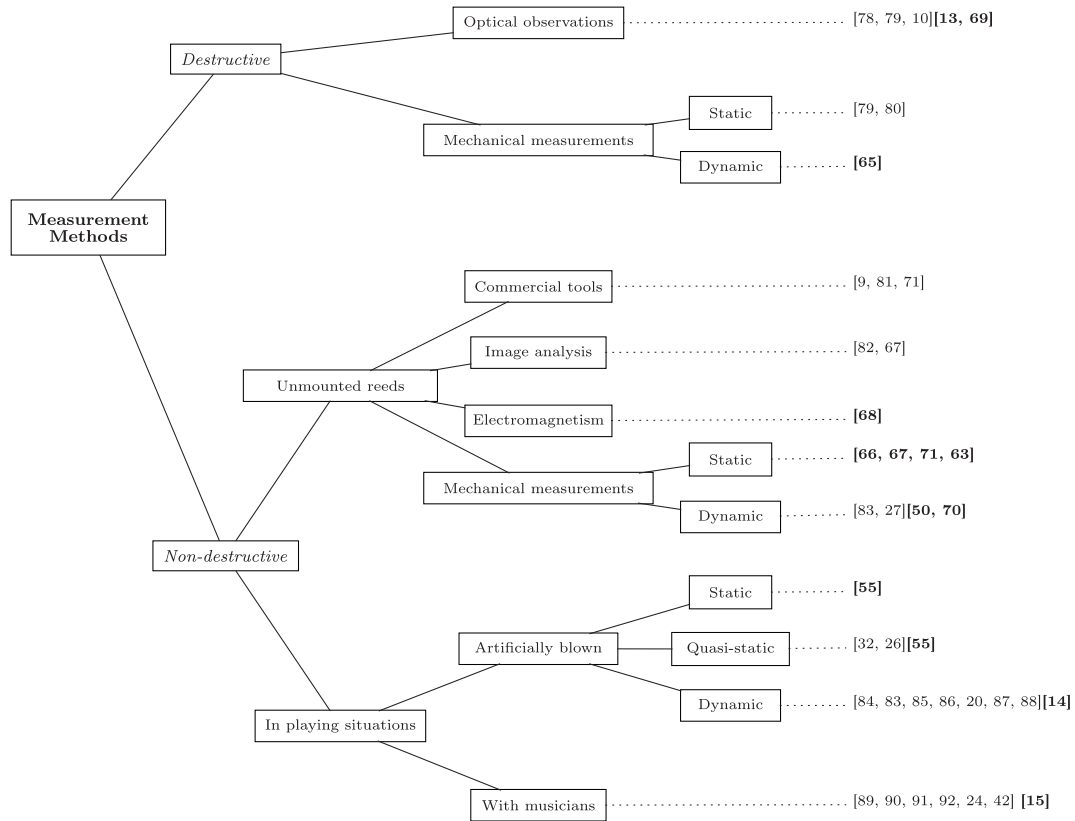 Optical observations
[78, 79, 10][13, 69]
Destructive
Static
[79, 80]
Mechanical measurements
Dynamic
[65]
Measurement
Methods
Commercial tools
[9, 81, 71]
Image analysis
[82, 67]
Unmounted reeds
Electromagnetism
[68]
Static
[66, 67, 71, 63]
Mechanical measurements
Dynamic
[83, 27][50, 70]
Non-destructive
Static
[55]
Artificially blown
Quasi-static
[32, 26][55]
Dynamic
[84, 83, 85, 86, 20, 87, 88][14]
In playing situations
With musicians
[89, 90, 91, 92, 24, 42] [15]